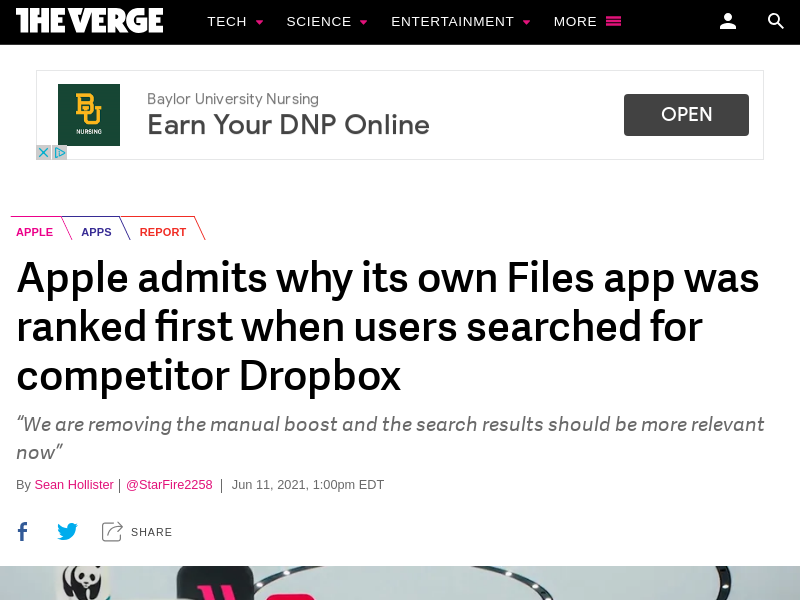 THE VERGE TECH SCIENCE ENTERTAINMENT MORE
BU
NURSING
Baylor University Nursing
Earn Your DNP Online
OPEN
APPLE APPS REPORT
Apple admits why its own Files app was
ranked first when users searched for
competitor Dropbox
“We are removing the manual boost and the search results should be more relevant
now”
By Sean Hollister | @StarFire2258 | Jun 11, 2021, 1:00pm EDT
SHARE